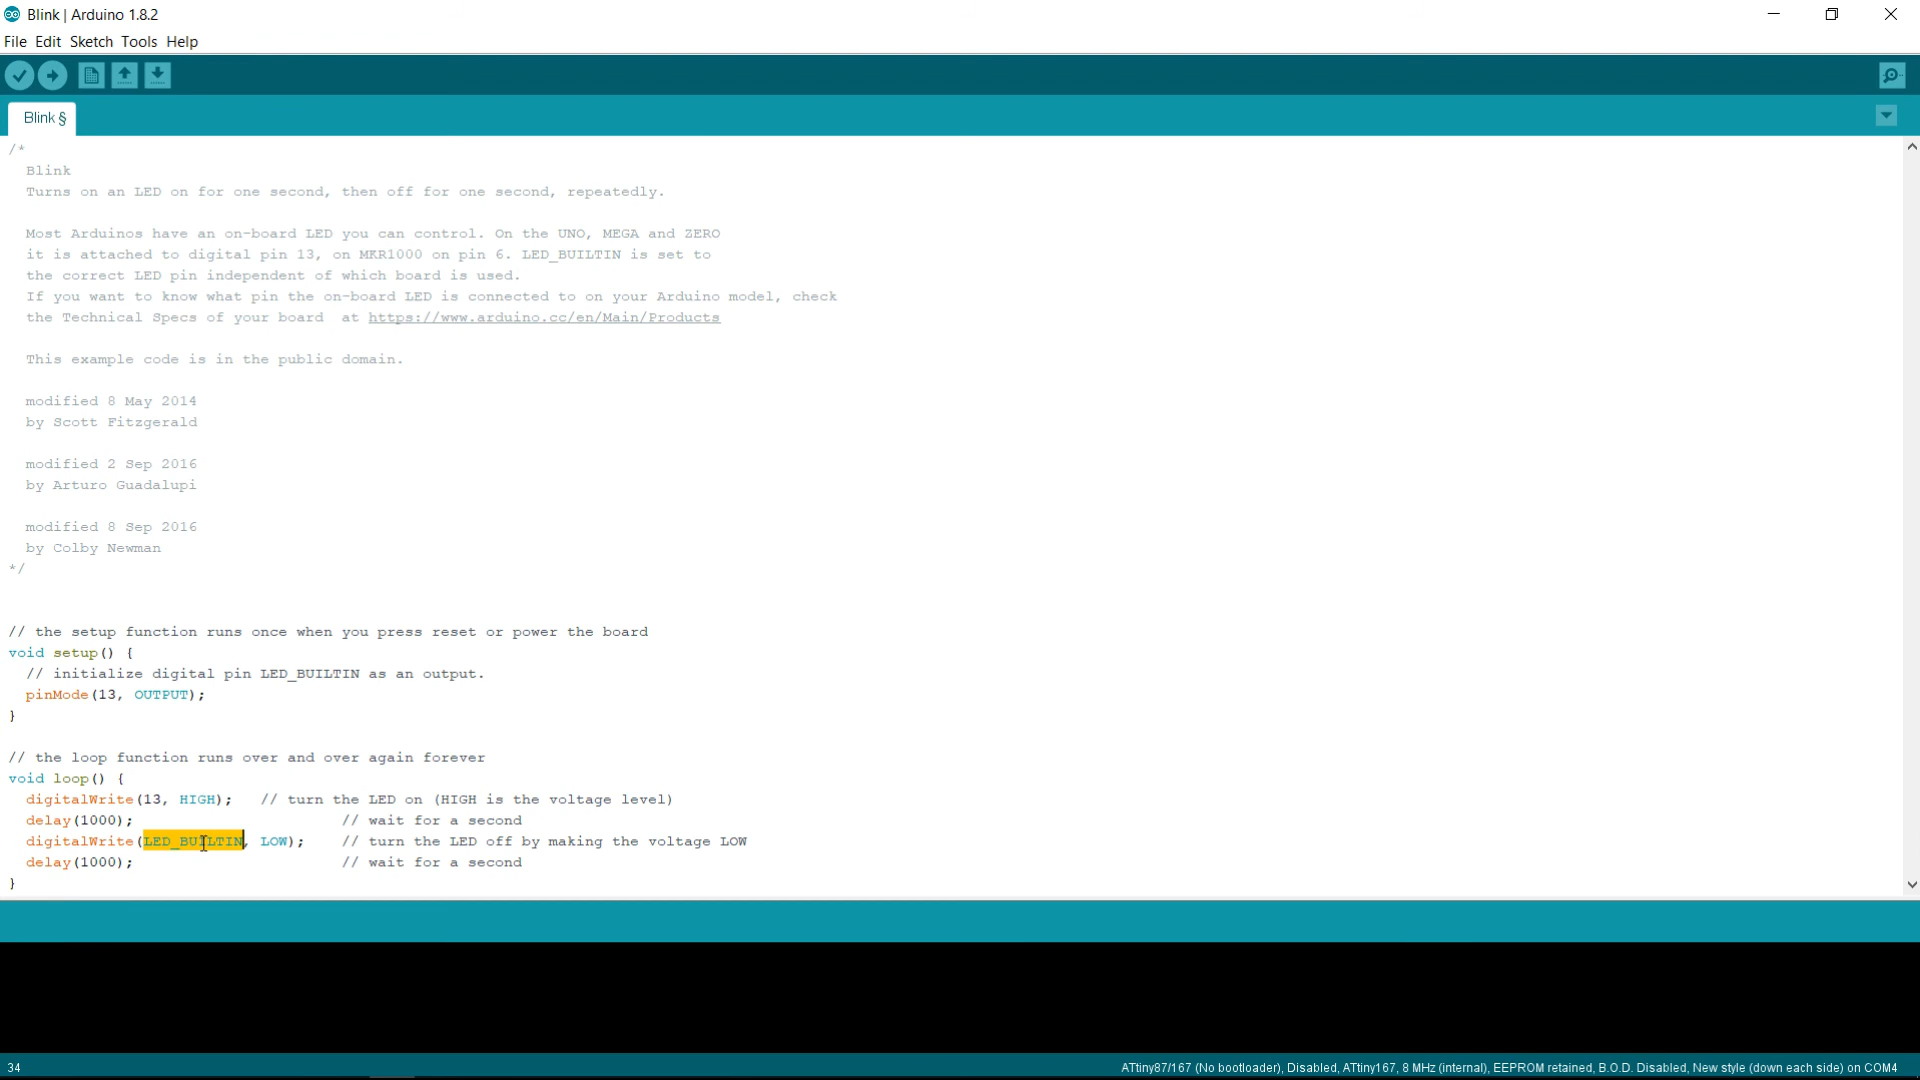 Blink | Arduino 1.8.2
File Edit Sketch Tools Help
Blink §
/*
Blink
Turns on an LED on for one second, then off for one second, repeatedly.
Most Arduinos have an on-board LED you can control. On the UNO, MEGA and ZERO
it is attached to digital pin 13, on MKR1000 on pin 6. LED_BUILTIN is set to
the correct LED pin independent of which board is used.
If you want to know what pin the on-board LED is connected to on your Arduino model, check
the Technical Specs of your board  at https://www.arduino.cc/en/Main/Products
This example code is in the public domain.
modified 8 May 2014
by Scott Fitzgerald
modified 2 Sep 2016
by Arturo Guadalupi
modified 8 Sep 2016
by Colby Newman
*/
// the setup function runs once when you press reset or power the board
void setup() {
// initialize digital pin LED_BUILTIN as an output.
pinMode(13, OUTPUT);
}
// the loop function runs over and over again forever
void loop() {
digitalWrite(13, HIGH);   // turn the LED on (HIGH is the voltage level)
delay(1000);                       // wait for a second
digitalWrite(LED_BUILTIN, LOW);    // turn the LED off by making the voltage LOW
delay(1000);                       // wait for a second
}
34
ATtiny87/167 (No bootloader), Disabled, ATtiny167, 8 MHz (internal), EEPROM retained, B.O.D. Disabled, New style (down each side) on COM4